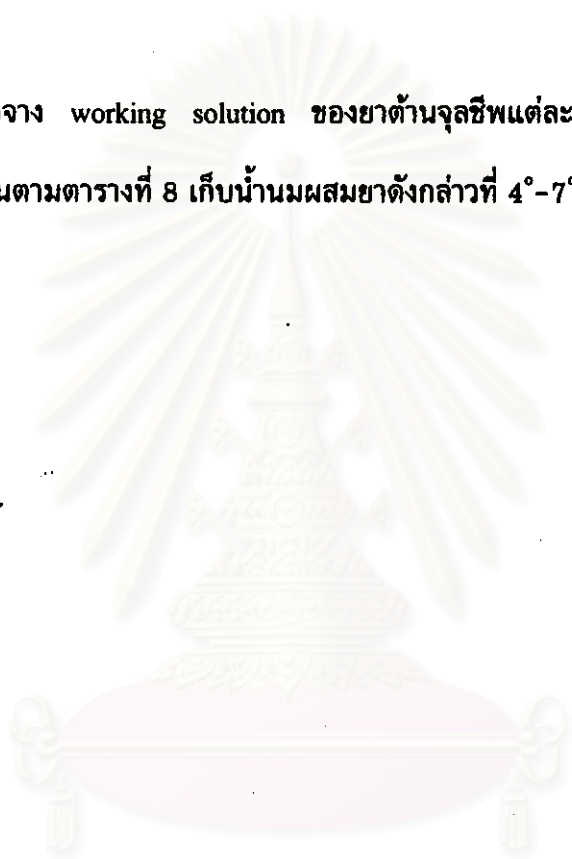 จาง working solution ของยาต้านจุลชีพแต่ละ
ตามตารางที่ 8 เก็บน้ำนมผสมยาดังกล่าวที่ 4°-7°